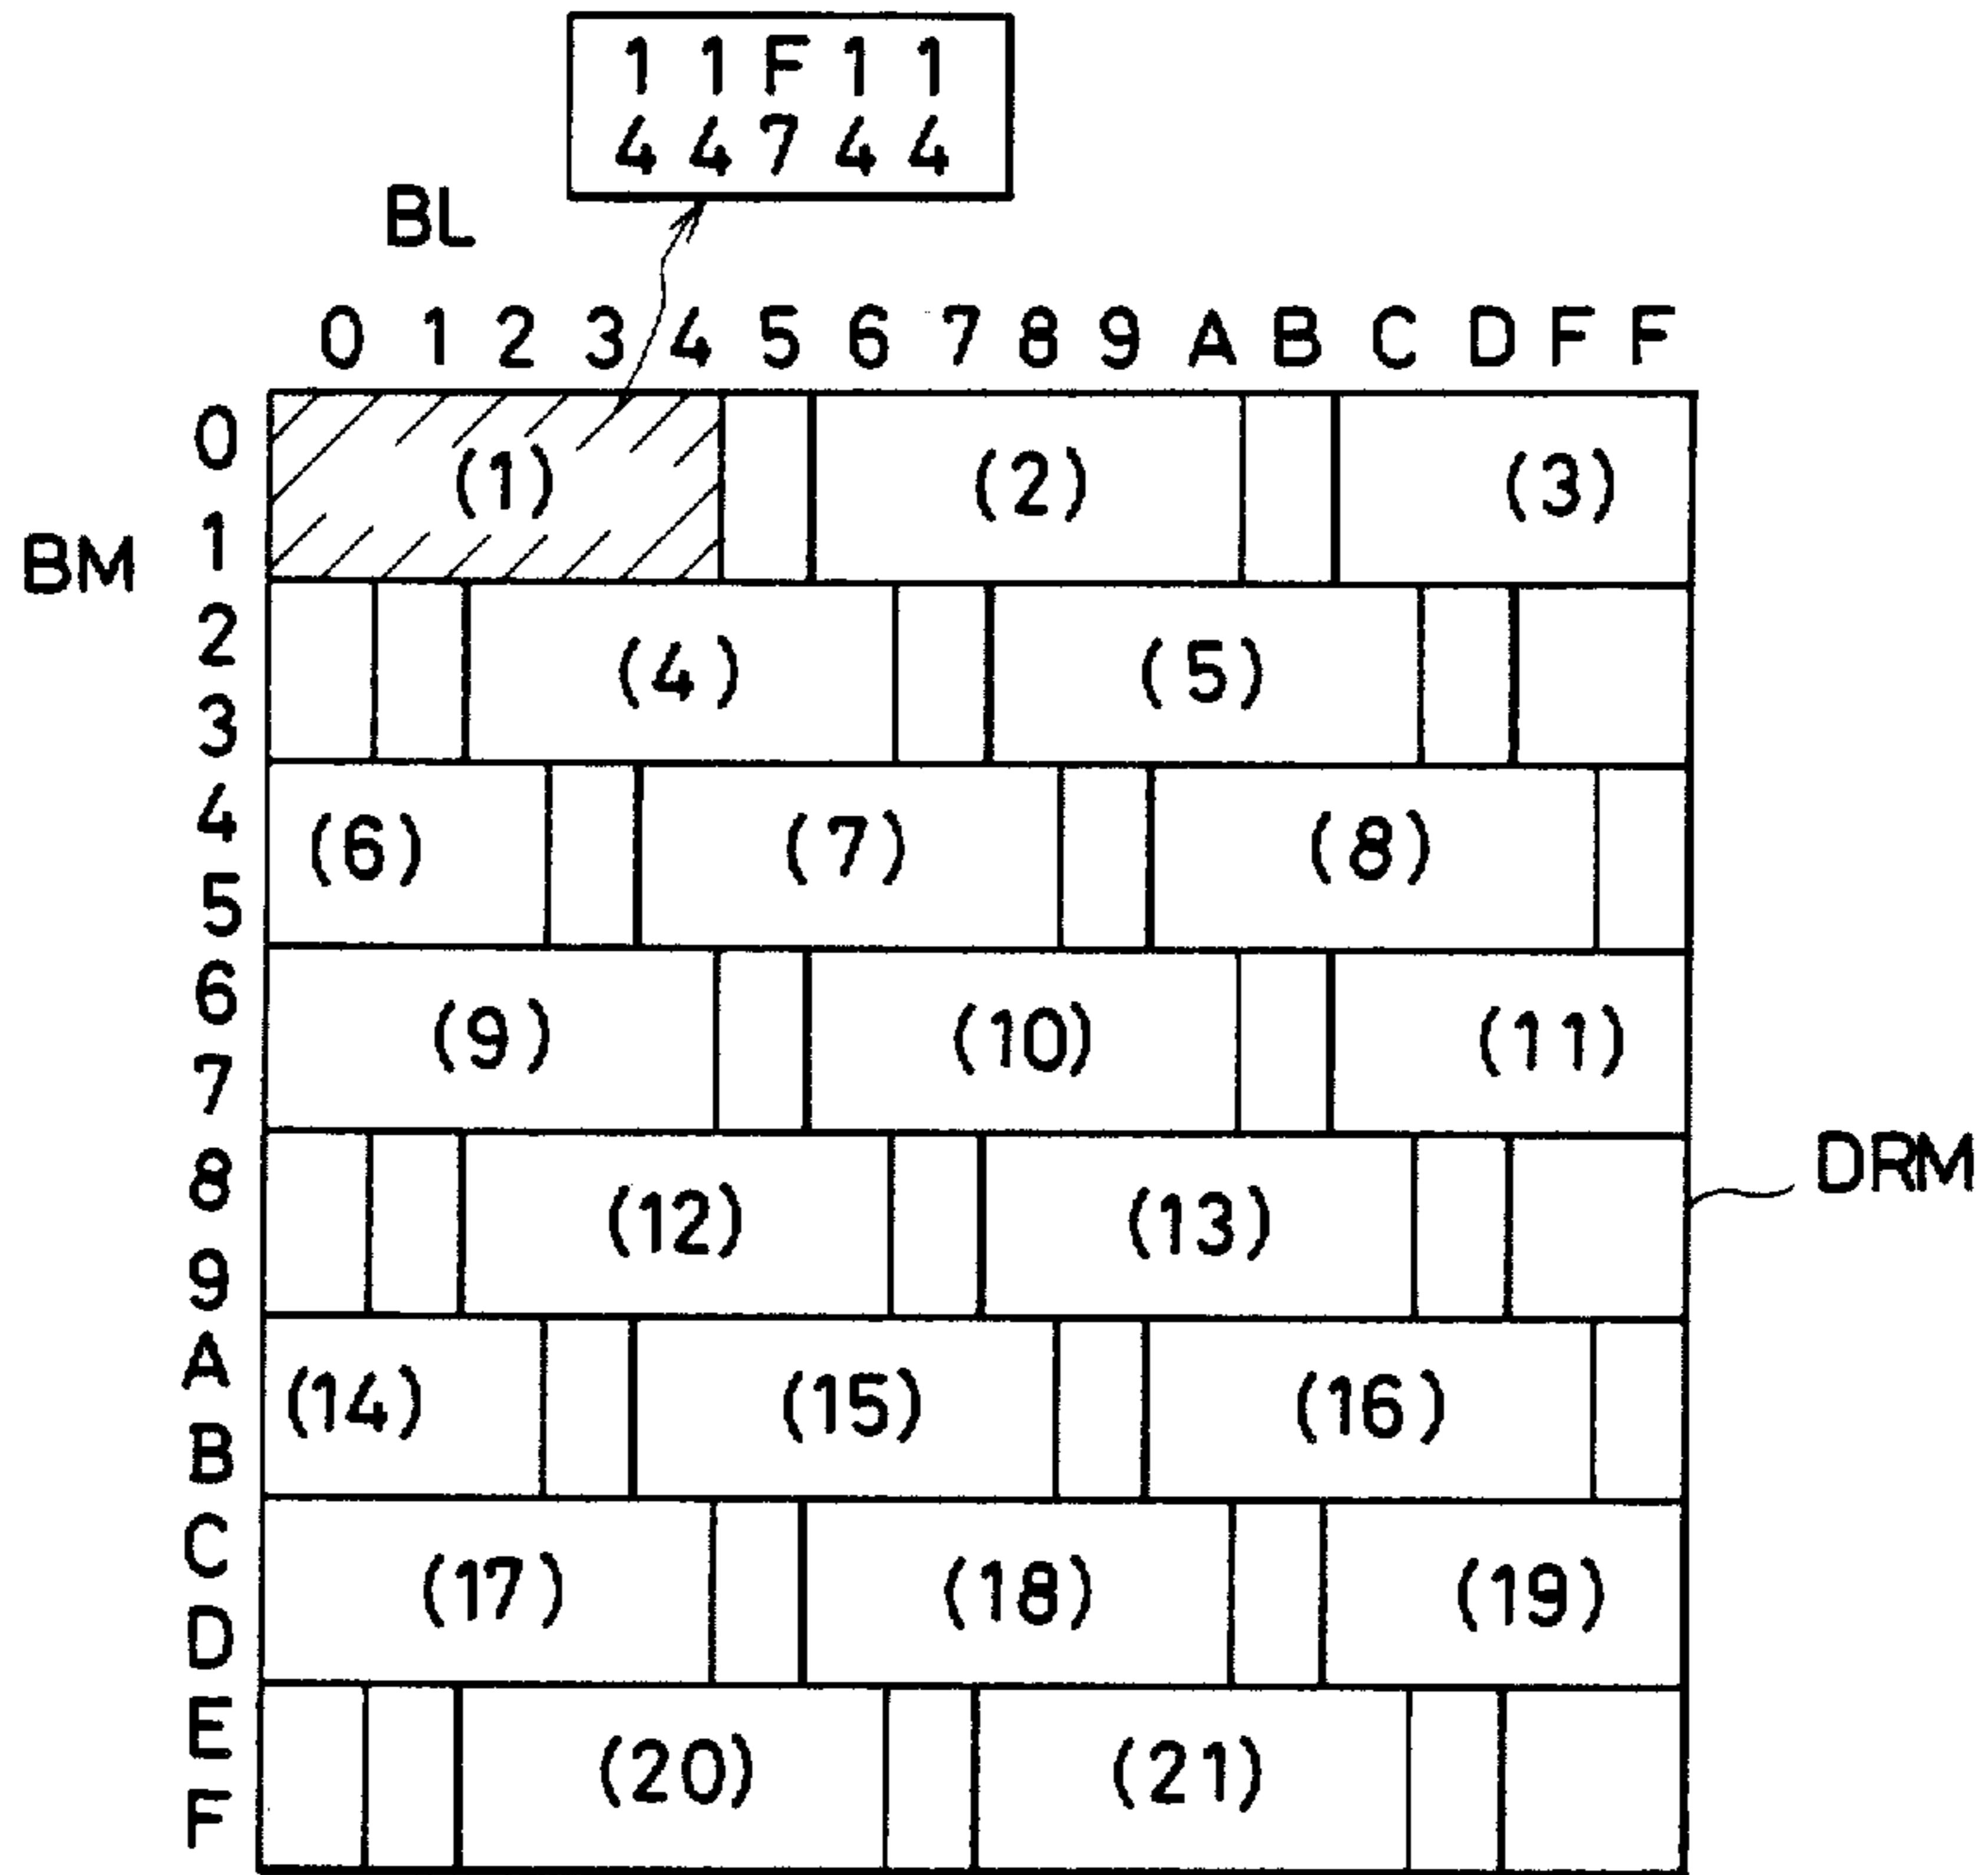 1 1 F 1 1
4 4 7 4 4
BL
0 1 2 3 4 5 6 7 8 9 A B C D F F
0
(1) (2) (3)
1
BM
2
(4) (5)
3
4
(6) (7) (8)
5
6
(9) (10) (11)
7
8
DRM
(12) (13)
9
A
(14) (15) (16)
B
C
(17) (18) (19)
D
E
(20) (21)
F